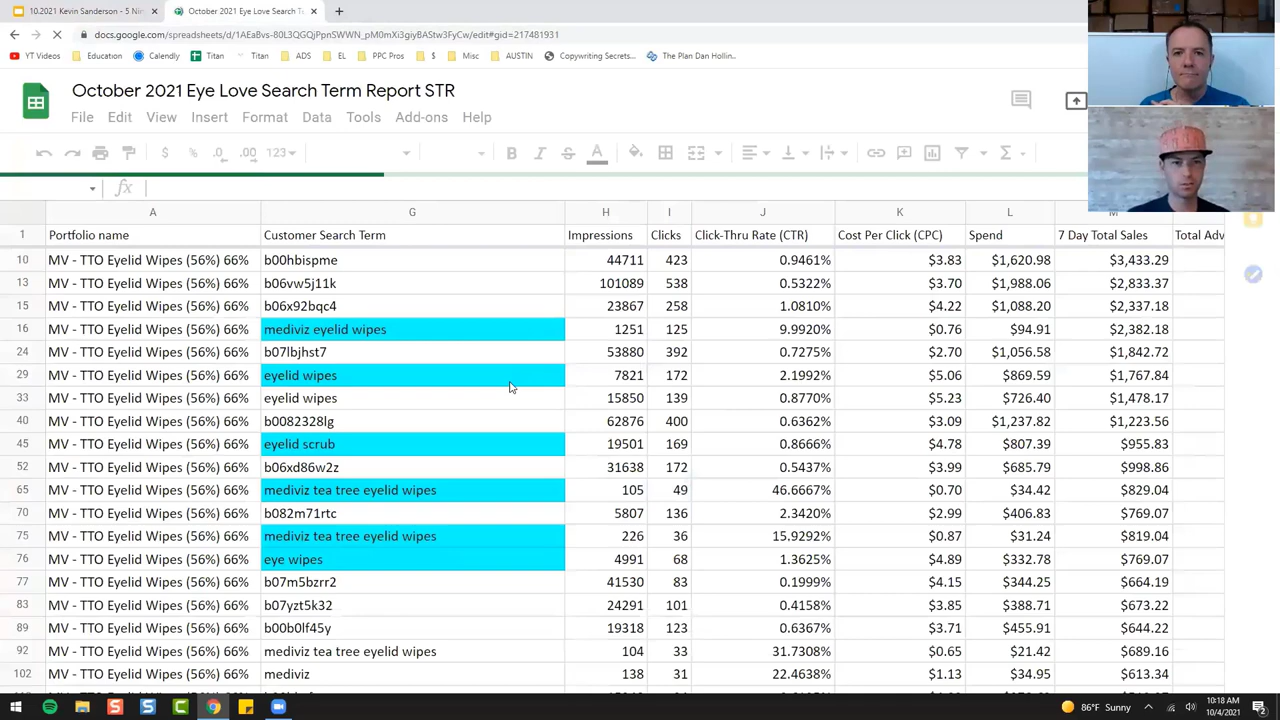 10.2021 Kevin Sanderson - 5 Nin
October 2021 Eye Love Search Te
docs.google.com/spreadsheets/d/
YT Videos Education Calendly Titan Titan ADS EL PPC Pros $ Misc AUSTIN Copywriting Secrets... The Plan Dan Hollin...
October 2021 Eye Love Search Term Report STR
File Edit View Insert Format Data Tools Add-ons Help
$ % .0 .00 123
fx
A G H I J K L M
1 Portfolio name Customer Search Term Impressions Clicks Click-Thru Rate (CTR) Cost Per Click (CPC) Spend 7 Day Total Sales Total Adv
10 MV - TTO Eyelid Wipes (56%) 66% b00hbispme 44711 423 0.9461% $3.83 $1,620.98 $3,433.29
13 MV - TTO Eyelid Wipes (56%) 66% b06vw5j11k 101089 538 0.5322% $3.70 $1,988.06 $2,833.37
15 MV - TTO Eyelid Wipes (56%) 66% b06x92bqc4 23867 258 1.0810% $4.22 $1,088.20 $2,337.18
16 MV - TTO Eyelid Wipes (56%) 66% mediviz eyelid wipes 1251 125 9.9920% $0.76 $94.91 $2,382.18
24 MV - TTO Eyelid Wipes (56%) 66% b07lbjhst7 53880 392 0.7275% $2.70 $1,056.58 $1,842.72
29 MV - TTO Eyelid Wipes (56%) 66% eyelid wipes 7821 172 2.1992% $5.06 $869.59 $1,767.84
33 MV - TTO Eyelid Wipes (56%) 66% eyelid wipes 15850 139 0.8770% $5.23 $726.40 $1,478.17
40 MV - TTO Eyelid Wipes (56%) 66% b0082328lg 62876 400 0.6362% $3.09 $1,237.82 $1,223.56
45 MV - TTO Eyelid Wipes (56%) 66% eyelid scrub 19501 169 0.8666% $4.78 $807.39 $955.83
52 MV - TTO Eyelid Wipes (56%) 66% b06xd86w2z 31638 172 0.5437% $3.99 $685.79 $998.86
65 MV - TTO Eyelid Wipes (56%) 66% mediviz tea tree eyelid wipes 105 49 46.6667% $0.70 $34.42 $829.04
70 MV - TTO Eyelid Wipes (56%) 66% b082m71rtc 5807 136 2.3420% $2.99 $406.83 $769.07
75 MV - TTO Eyelid Wipes (56%) 66% mediviz tea tree eyelid wipes 226 36 15.9292% $0.87 $31.24 $819.04
76 MV - TTO Eyelid Wipes (56%) 66% eye wipes 4991 68 1.3625% $4.89 $332.78 $769.07
77 MV - TTO Eyelid Wipes (56%) 66% b07m5bzrr2 41530 83 0.1999% $4.15 $344.25 $664.19
83 MV - TTO Eyelid Wipes (56%) 66% b07yzt5k32 24291 101 0.4158% $3.85 $388.71 $673.22
89 MV - TTO Eyelid Wipes (56%) 66% b00b0lf45y 19318 123 0.6367% $3.71 $455.91 $644.22
92 MV - TTO Eyelid Wipes (56%) 66% mediviz tea tree eyelid wipes 104 33 31.7308% $0.65 $21.42 $689.16
102 MV - TTO Eyelid Wipes (56%) 66% mediviz 138 31 22.4638% $1.13 $34.95 $613.34
86°F Sunny 10:18 AM
10/4/2021 2